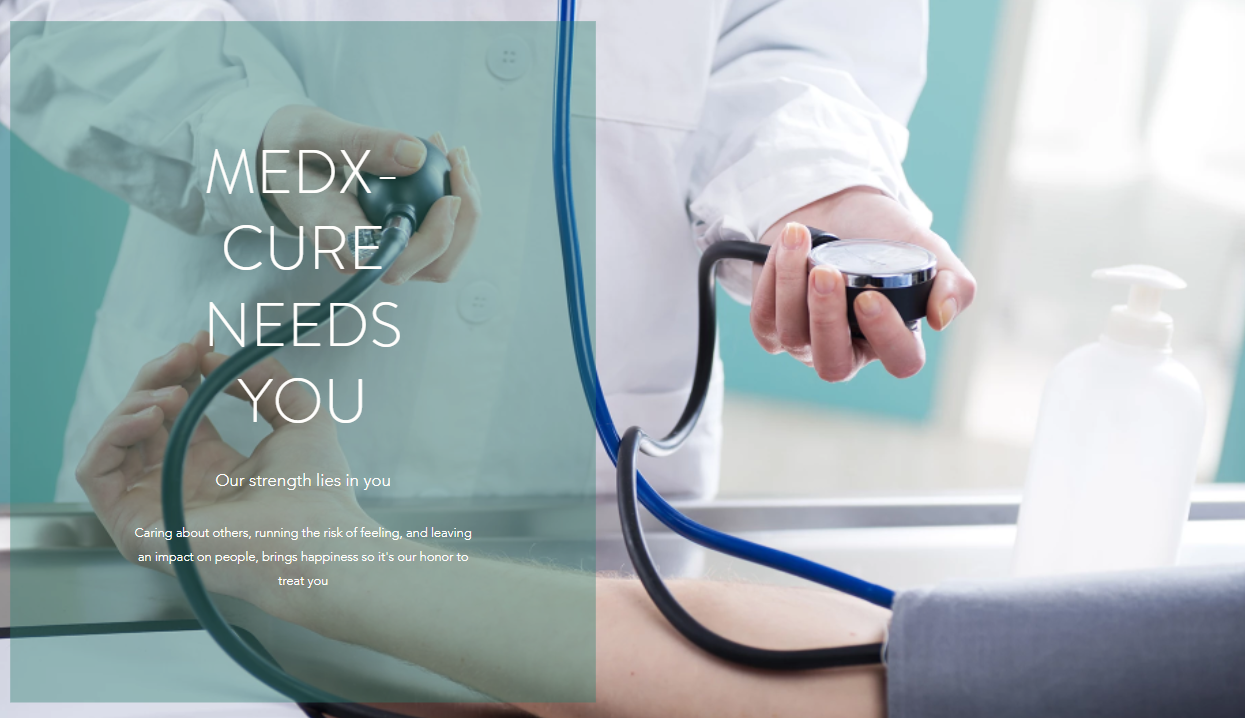 MEDX-
CURE
NEEDS
YOU
Our strength lies in you
Caring about others, running the risk of feeling, and leaving
an impact on people, brings happiness so it's our honor to
treat you